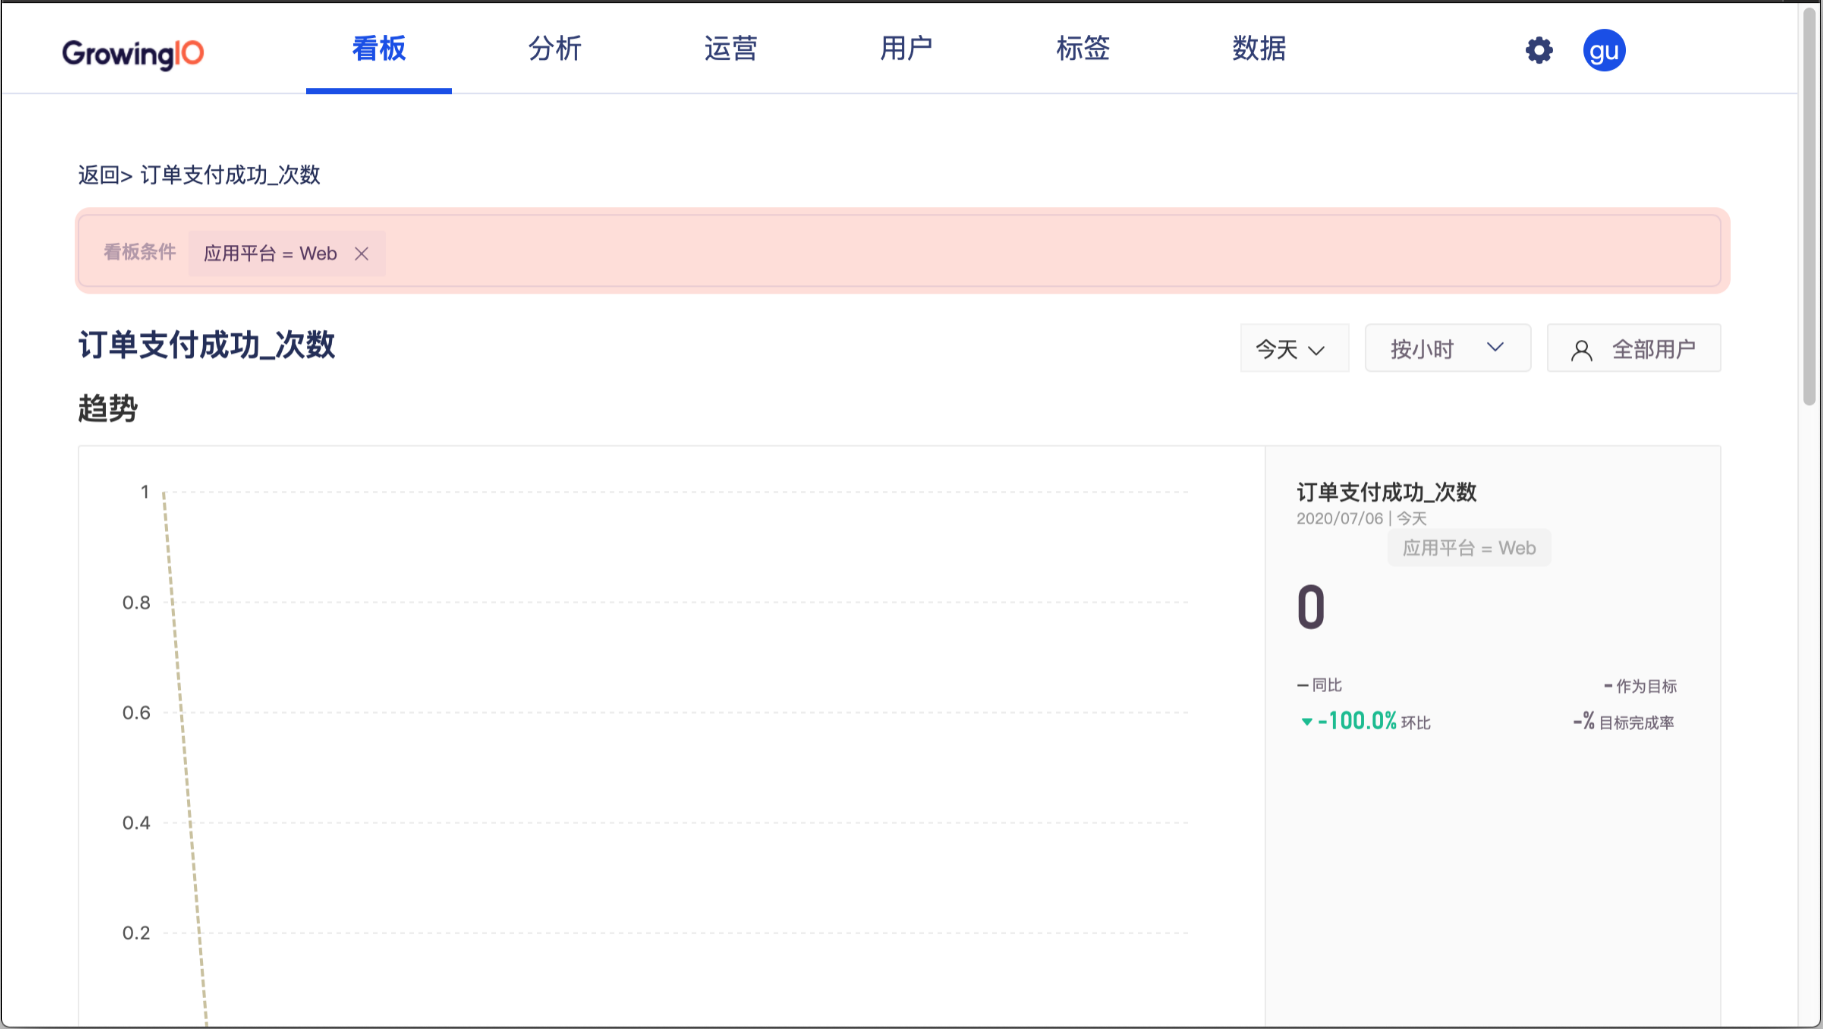 GrowingIO 看板 分析 运营 用户 标签 数据 gu
返回> 订单支付成功_次数
看板条件 应用平台 = Web
订单支付成功_次数 今天 按小时 全部用户
趋势
订单支付成功_次数
2020/07/06 | 今天
应用平台 = Web
0
–同比 -作为目标
-100.0% 环比 -% 目标完成率
1
0.8
0.6
0.4
0.2